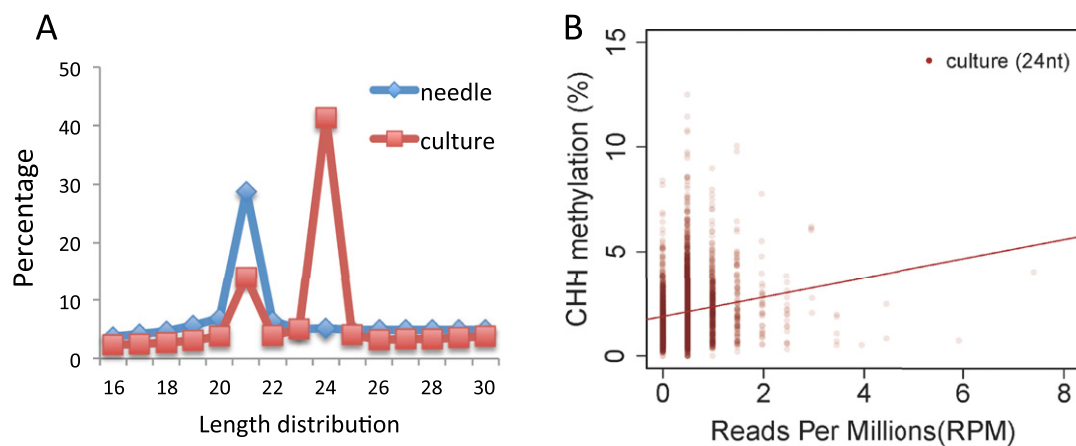 A
50
40
30
20
10
0
Percentage
needle
culture
16 18 20 22 24 26 28 30
Length distribution
B
15
10
5
0
CHH methylation (%)
culture (24nt)
0 2 4 6 8
Reads Per Millions(RPM)